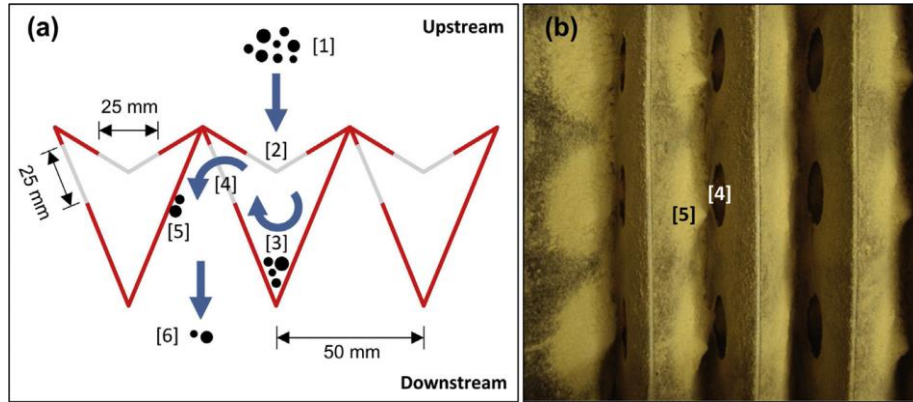 (a)
Upstream
[1]
25 mm
[2]
[4]
25 mm
[3]
[5]
[6]
50 mm
Downstream
(b)
[4]
[5]